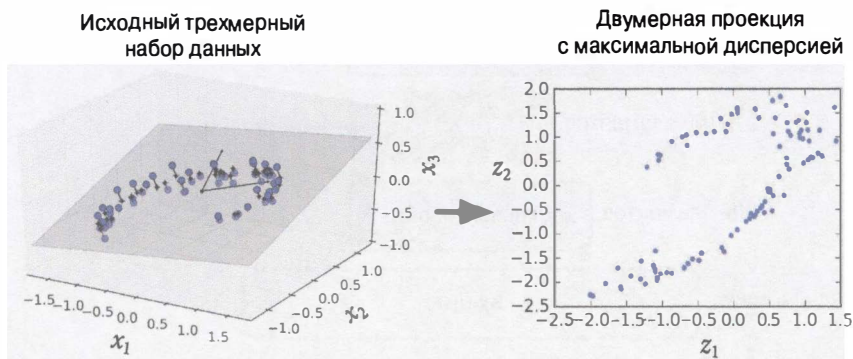 Исходный трехмерный
набор данных
Двумерная проекция
с максимальной дисперсией
1.0
0.5
0.0
−0.5
−1.0
x3
−1.5 −1.0 −0.5 0.0 0.5 1.0 1.5
x1
−1.0 −0.5 0.0 0.5 1.0
x2
2.0
1.5
1.0
0.5
0.0
−0.5
−1.0
−1.5
−2.0
−2.5
z2
−2.5 −2.0 −1.5 −1.0 −0.5 0.0 0.5 1.0 1.5
z1